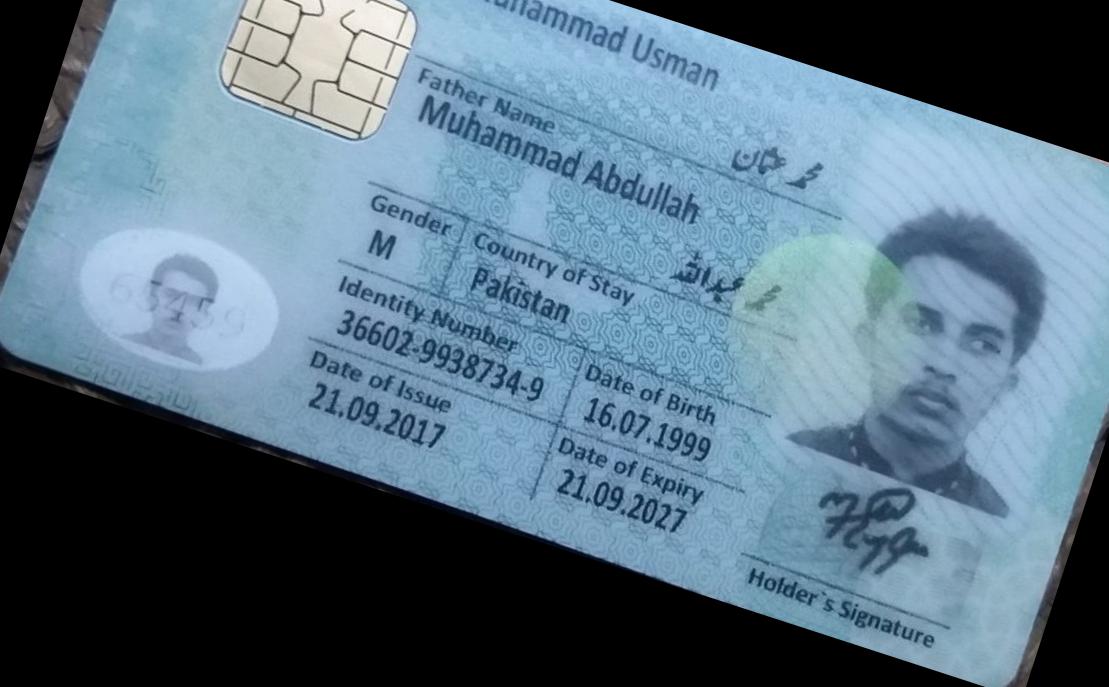 Muhammad Usman
Father Name
محمد عثمان
Muhammad Abdullah
محمد عبداللہ
Gender
Country of Stay
M
Pakistan
Identity Number
Date of Birth
36602-9938734-9
16.07.1999
Date of Issue
Date of Expiry
21.09.2017
21.09.2027
Holder`s Signature